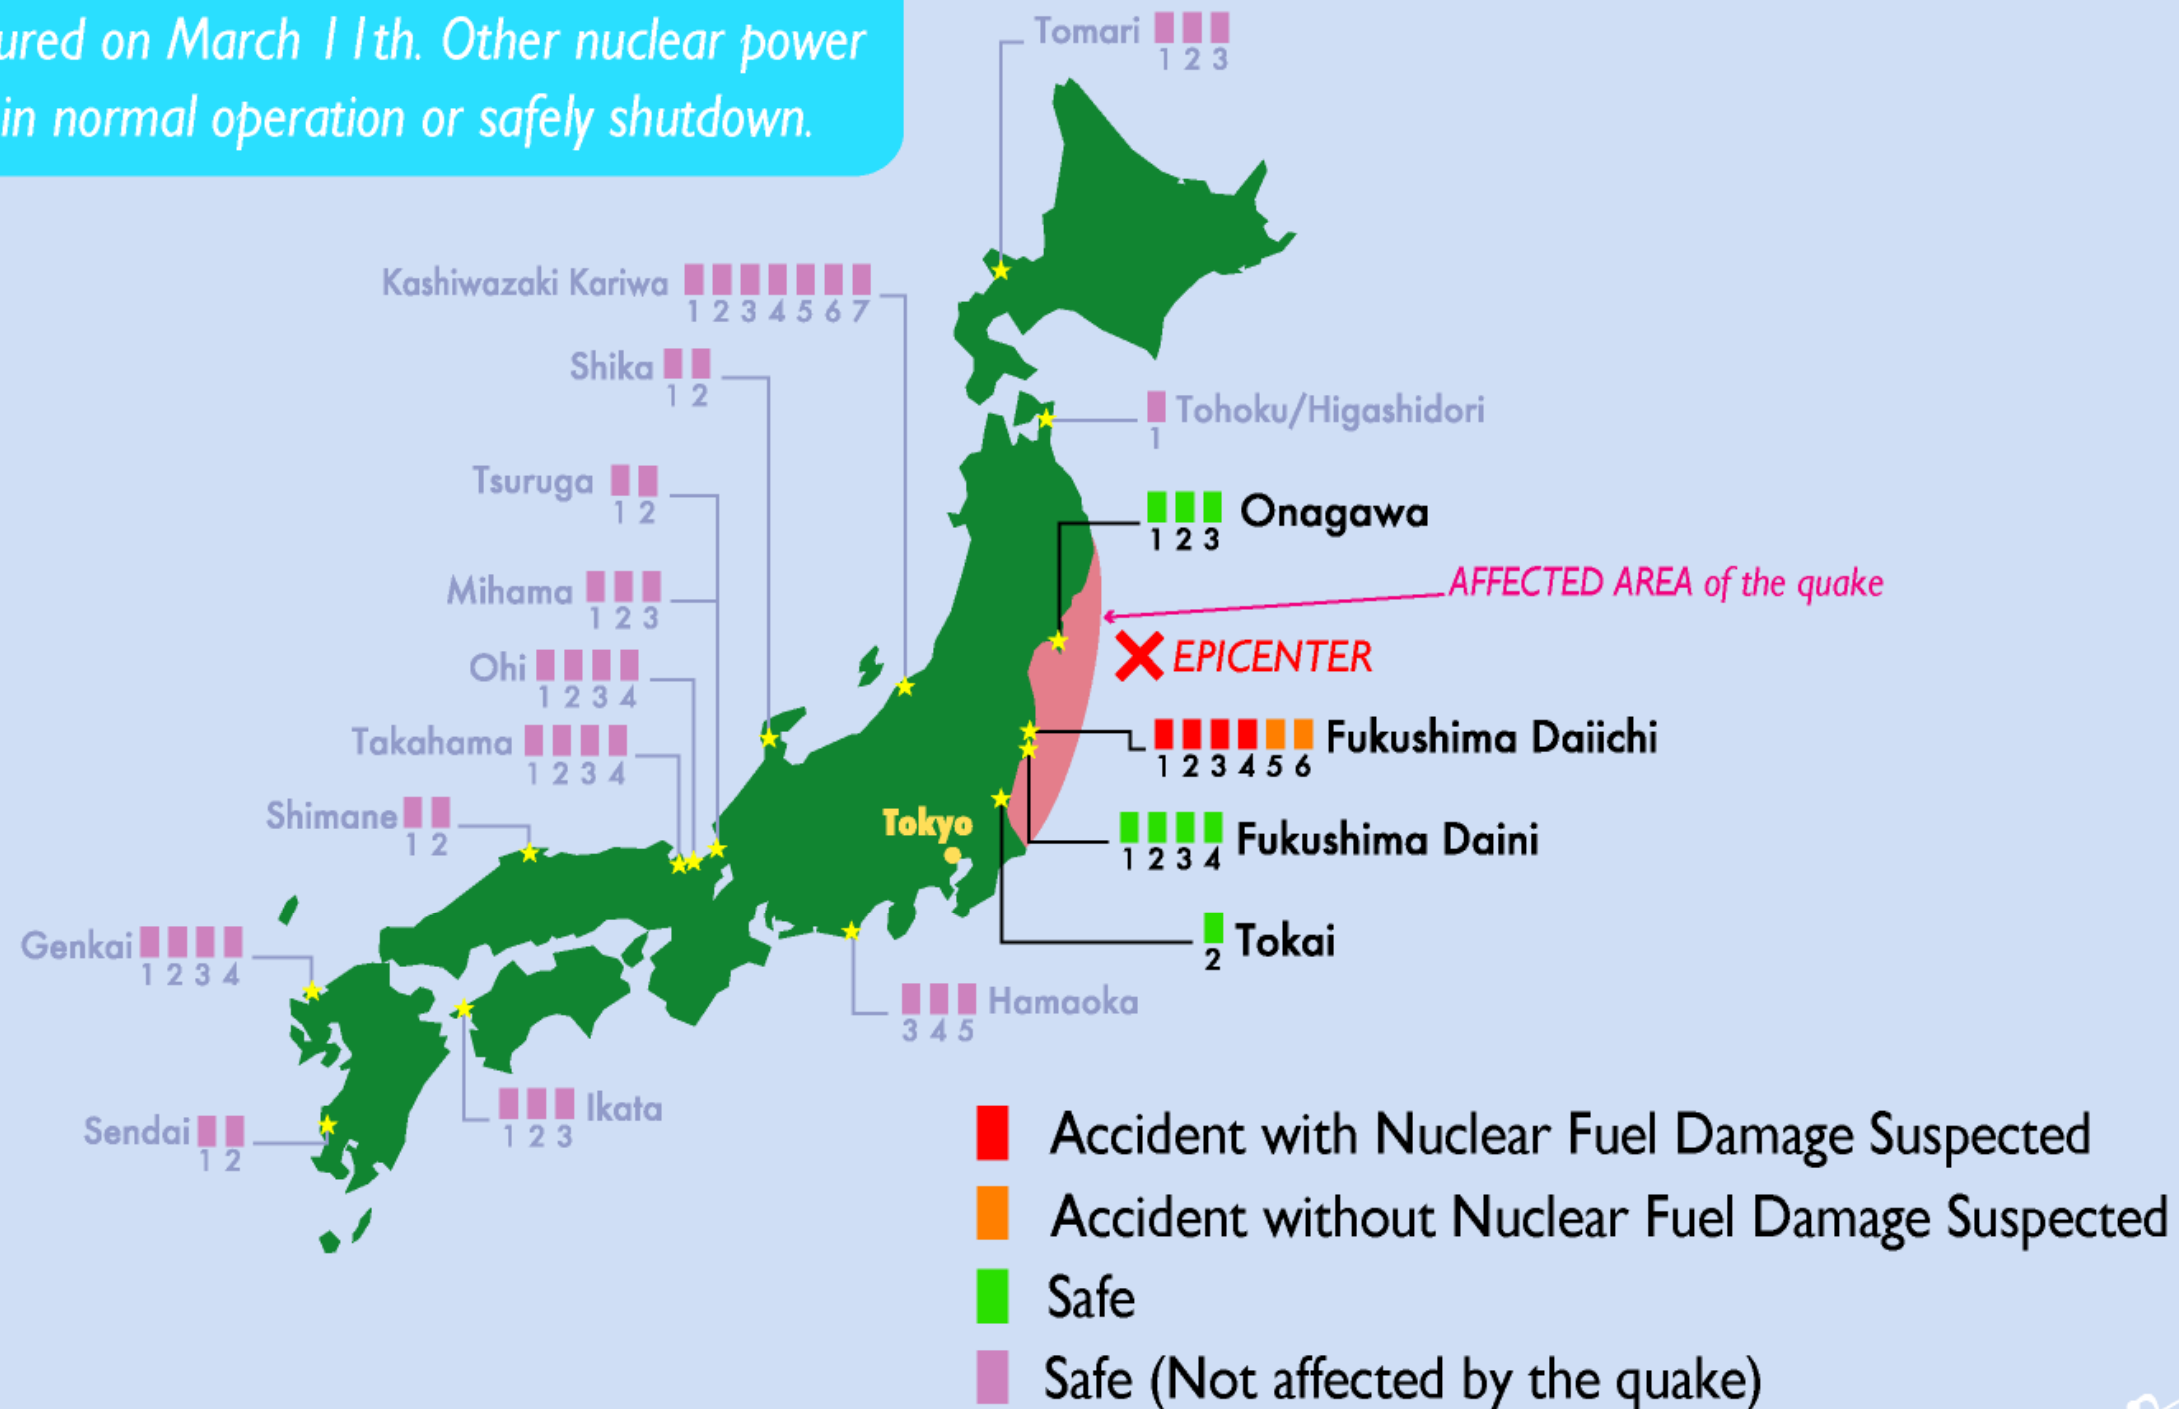 ured on March 11th. Other nuclear power
in normal operation or safely shutdown.
Tomari
1 2 3
Kashiwazaki Kariwa
1 2 3 4 5 6 7
Shika
1 2
Tohoku/Higashidori
1
Tsuruga
1 2
Onagawa
1 2 3
Mihama
1 2 3
AFFECTED AREA of the quake
EPICENTER
Ohi
1 2 3 4
Takahama
1 2 3 4
Fukushima Daiichi
1 2 3 4 5 6
Shimane
1 2
Tokyo
Fukushima Daini
1 2 3 4
Genkai
1 2 3 4
Tokai
2
Hamaoka
3 4 5
Ikata
1 2 3
Sendai
1 2
Accident with Nuclear Fuel Damage Suspected
Accident without Nuclear Fuel Damage Suspected
Safe
Safe (Not affected by the quake)